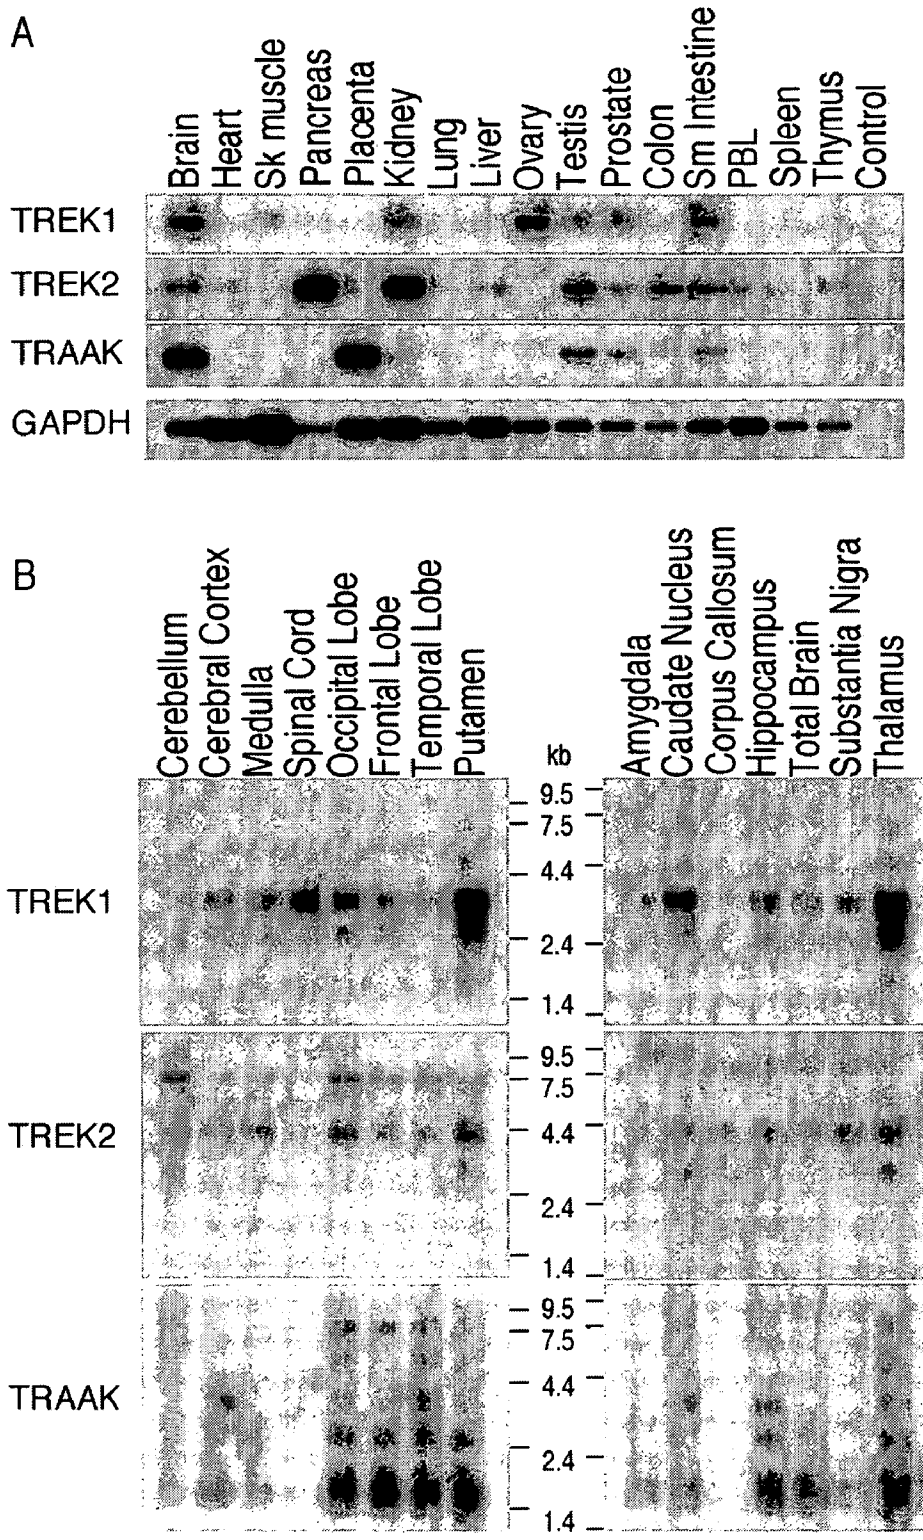 A
Brain
Heart
Sk muscle
Pancreas
Placenta
Kidney
Lung
Liver
Ovary
Testis
Prostate
Colon
Sm Intestine
PBL
Spleen
Thymus
Control
TREK1
TREK2
TRAAK
GAPDH
B
Cerebellum
Cerebral Cortex
Medulla
Spinal Cord
Occipital Lobe
Frontal Lobe
Temporal Lobe
Putamen
kb
Amygdala
Caudate Nucleus
Corpus Callosum
Hippocampus
Total Brain
Substantia Nigra
Thalamus
TREK1
9.5
7.5
4.4
2.4
1.4
TREK2
9.5
7.5
4.4
2.4
1.4
TRAAK
9.5
7.5
4.4
2.4
1.4